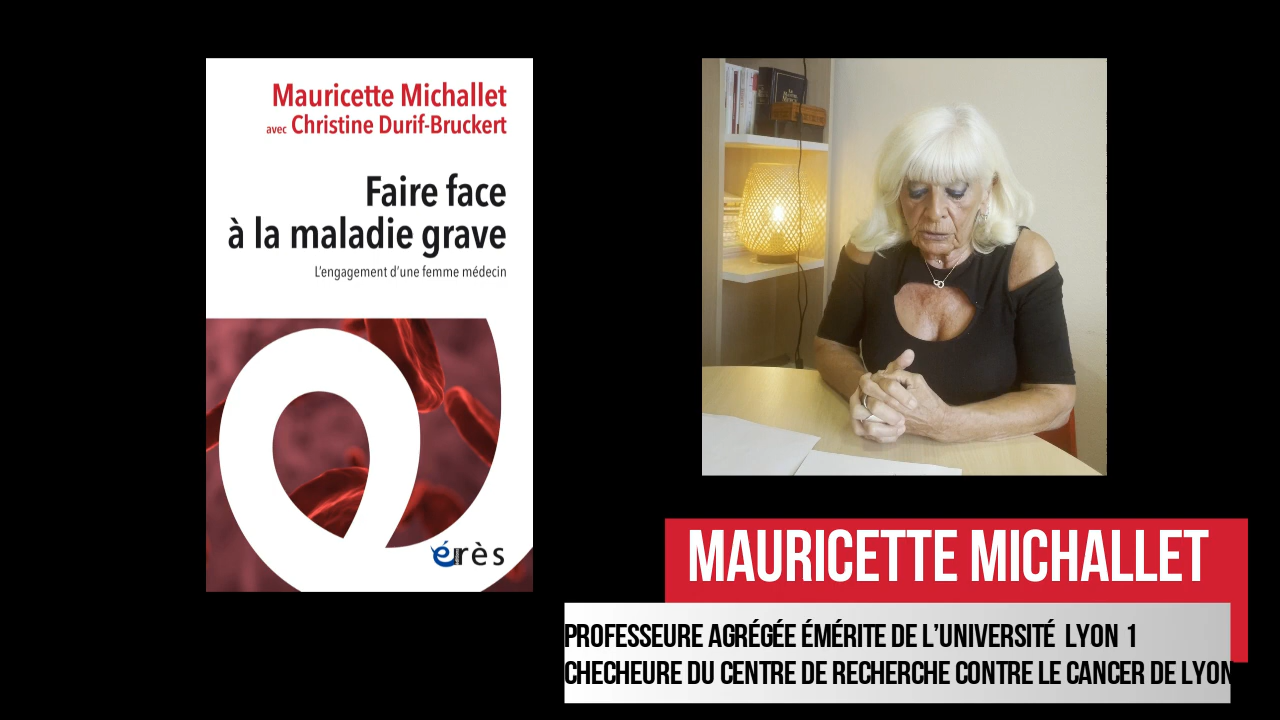 Mauricette Michallet
avec Christine Durif-Bruckert
Faire face
à la maladie grave
L'engagement d'une femme médecin
érès
MAURICETTE MICHALLET
PROFESSEURE AGRÉGÉE ÉMÉRITE DE L'UNIVERSITÉ LYON 1
CHECHEURE DU CENTRE DE RECHERCHE CONTRE LE CANCER DE LYON